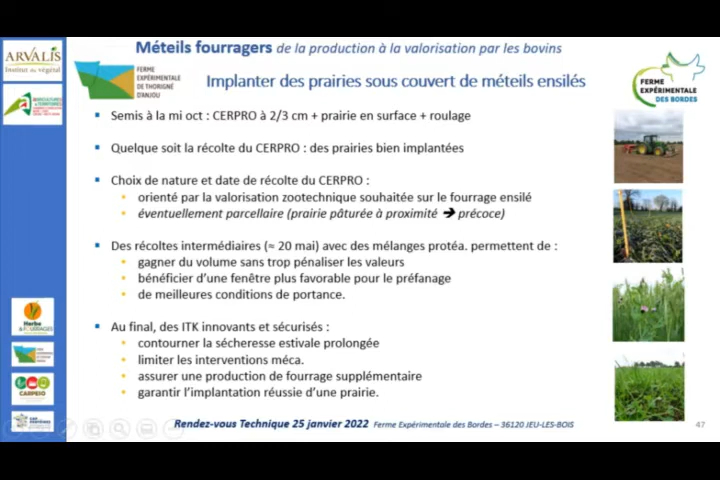 Méteils fourragers de la production à la valorisation par les bovins
ARVALIS
Institut du végétal
FERME
EXPÉRIMENTALE
DE THORIGNÉ
D'ANJOU
Implanter des prairies sous couvert de méteils ensilés
FERME
EXPÉRIMENTALE
DES BORDES
Semis à la mi oct : CERPRO à 2/3 cm + prairie en surface + roulage
Quelque soit la récolte du CERPRO : des prairies bien implantées
Choix de nature et date de récolte du CERPRO :
orienté par la valorisation zootechnique souhaitée sur le fourrage ensilé
éventuellement parcellaire (prairie pâturée à proximité ➔ précoce)
Des récoltes intermédiaires (≈ 20 mai) avec des mélanges protéa. permettent de :
gagner du volume sans trop pénaliser les valeurs
bénéficier d'une fenêtre plus favorable pour le préfanage
de meilleures conditions de portance.
Au final, des ITK innovants et sécurisés :
contourner la sécheresse estivale prolongée
limiter les interventions méca.
assurer une production de fourrage supplémentaire
garantir l'implantation réussie d'une prairie.
Herbe
& FOURRAGES
CARPESO
Rendez-vous Technique 25 janvier 2022 Ferme Expérimentale des Bordes – 36120 JEU-LES-BOIS
47